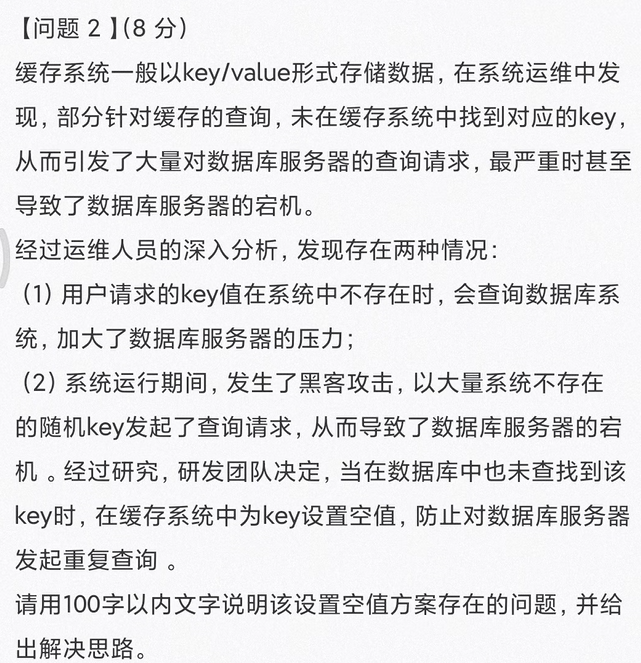 【问题 2 】(8 分)
缓存系统一般以key/value形式存储数据, 在系统运维中发
现, 部分针对缓存的查询, 未在缓存系统中找到对应的key,
从而引发了大量对数据库服务器的查询请求, 最严重时甚至
导致了数据库服务器的宕机。
经过运维人员的深入分析, 发现存在两种情况:
(1) 用户请求的key值在系统中不存在时, 会查询数据库系
统, 加大了数据库服务器的压力;
(2) 系统运行期间, 发生了黑客攻击, 以大量系统不存在
的随机key发起了查询请求, 从而导致了数据库服务器的宕
机 。经过研究, 研发团队决定, 当在数据库中也未查找到该
key时, 在缓存系统中为key设置空值, 防止对数据库服务器
发起重复查询 。
请用100字以内文字说明该设置空值方案存在的问题, 并给
出解决思路。